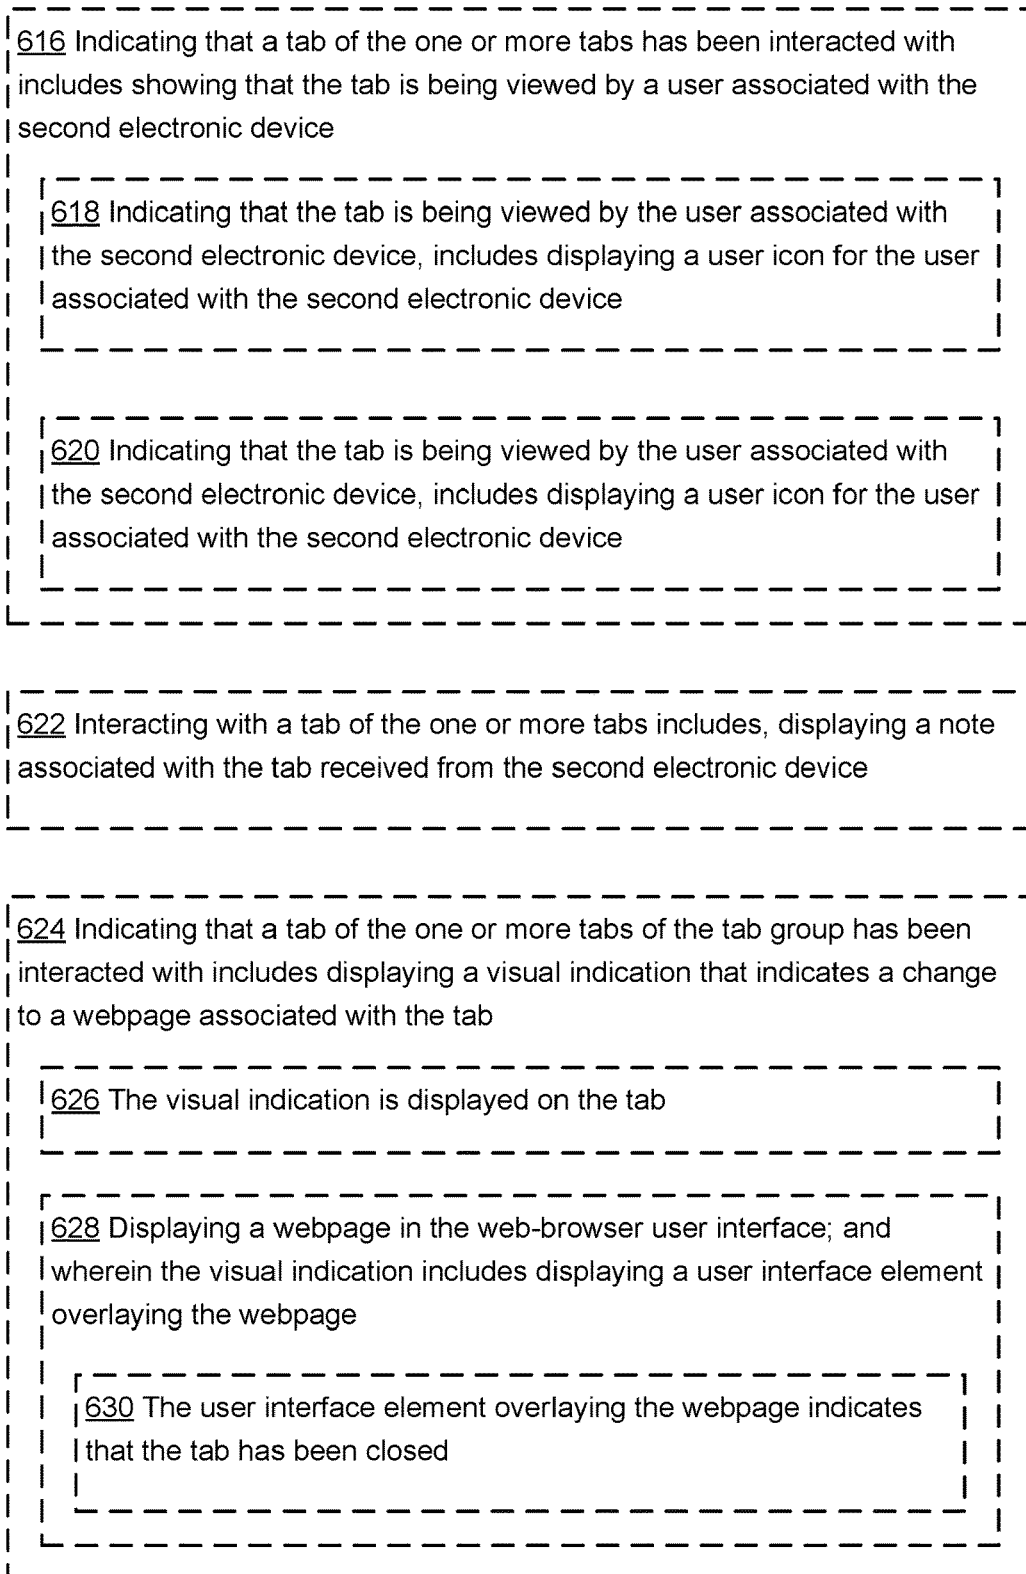 616 Indicating that a tab of the one or more tabs has been interacted with
includes showing that the tab is being viewed by a user associated with the
second electronic device
618 Indicating that the tab is being viewed by the user associated with
the second electronic device, includes displaying a user icon for the user
associated with the second electronic device
620 Indicating that the tab is being viewed by the user associated with
the second electronic device, includes displaying a user icon for the user
associated with the second electronic device
622 Interacting with a tab of the one or more tabs includes, displaying a note
associated with the tab received from the second electronic device
624 Indicating that a tab of the one or more tabs of the tab group has been
interacted with includes displaying a visual indication that indicates a change
to a webpage associated with the tab
626 The visual indication is displayed on the tab
628 Displaying a webpage in the web-browser user interface; and
wherein the visual indication includes displaying a user interface element
overlaying the webpage
630 The user interface element overlaying the webpage indicates
that the tab has been closed